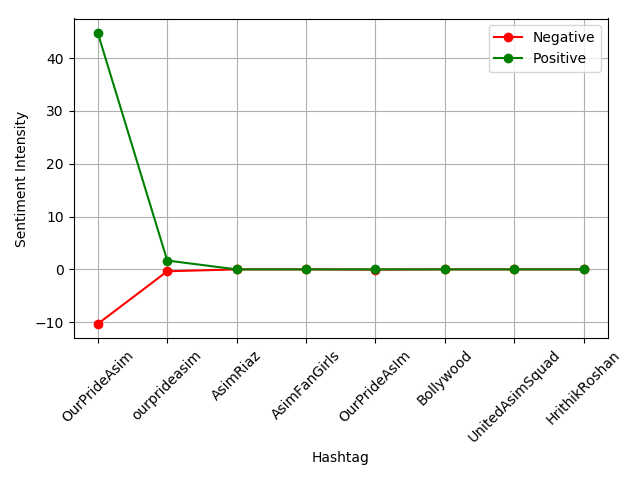 Negative
Positive
Sentiment Intensity
40
30
20
10
0
−10
OurPrideAsim
ourprideasim
AsimRiaz
AsimFanGirls
OurPrideAsIm
Bollywood
UnitedAsimSquad
HrithikRoshan
Hashtag